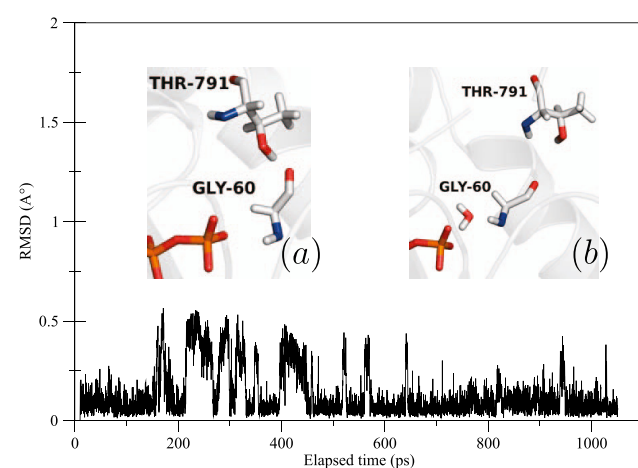 2
THR-791
THR-791
1.5
GLY-60
GLY-60
RMSD (A°)
1
(a)
(b)
0.5
0
0
200
400
600
800
1000
Elapsed time (ps)